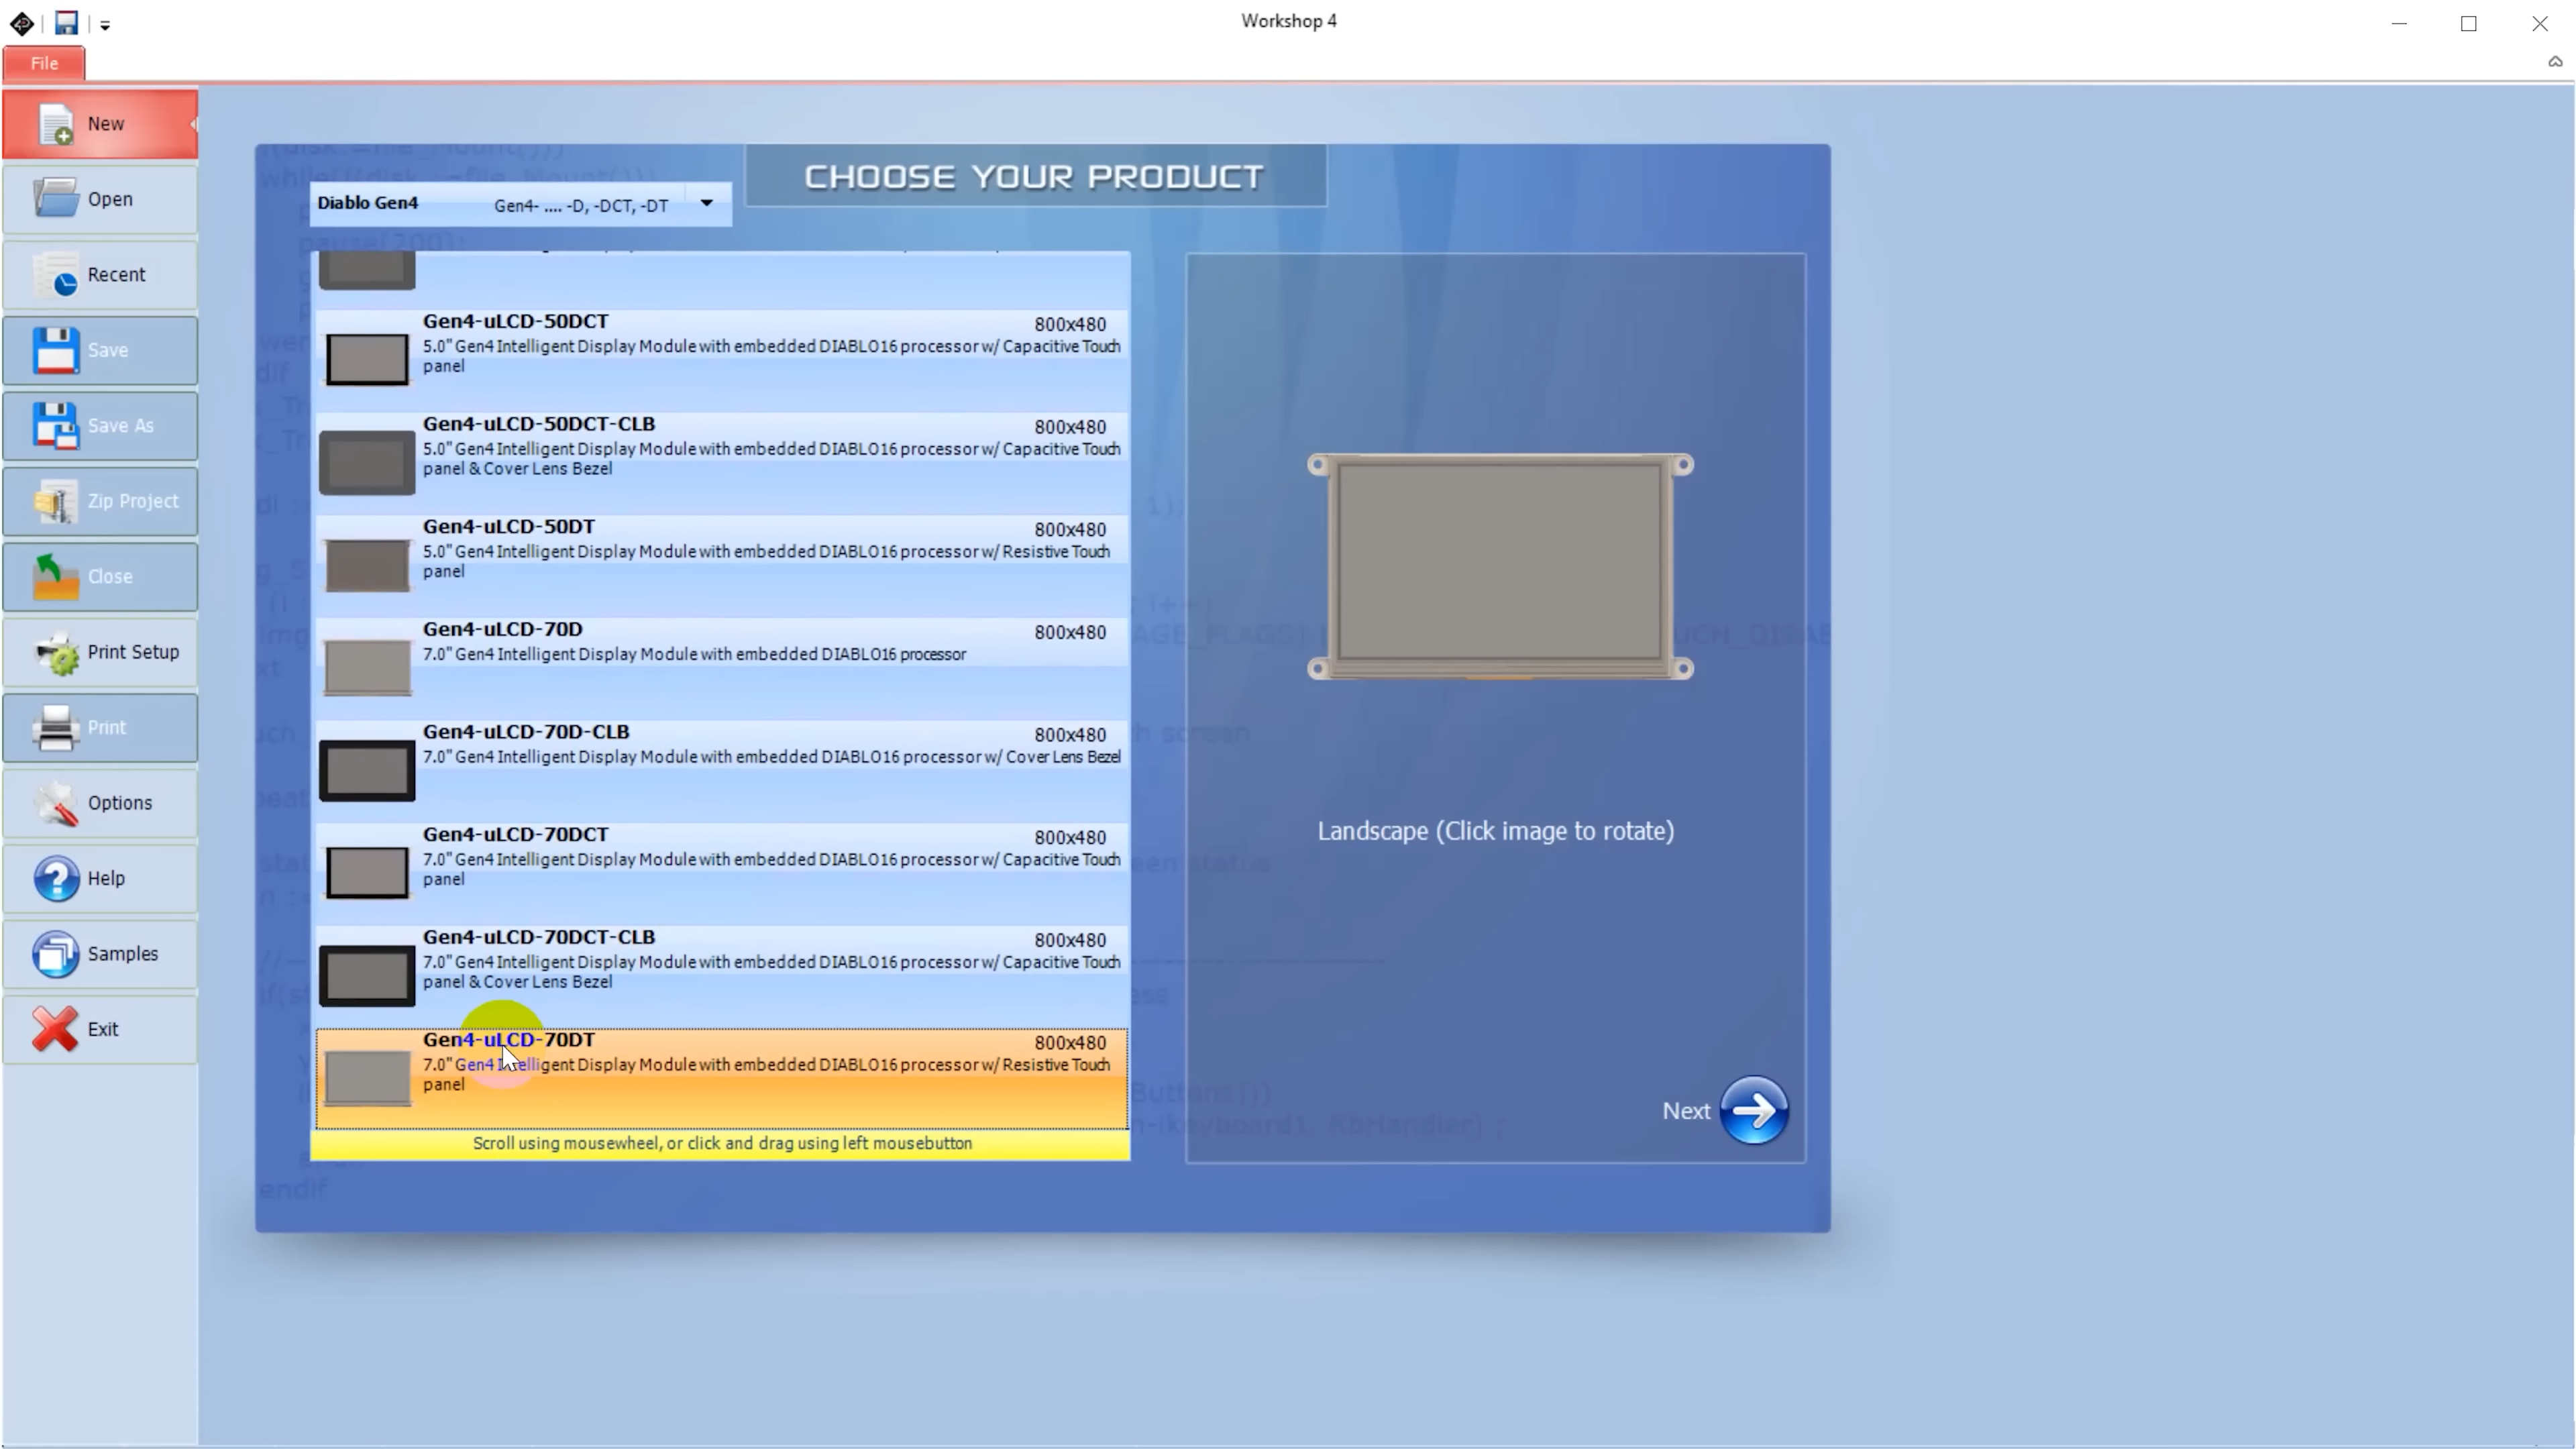 Workshop 4
File
New
Open
Recent
Save
Save As
Zip Project
Close
Print Setup
Print
Options
Help
Samples
Exit
CHOOSE YOUR PRODUCT
Diablo Gen4 Gen4- .... -D, -DCT, -DT
Gen4-uLCD-50DCT 800x480
5.0" Gen4 Intelligent Display Module with embedded DIABLO16 processor w/ Capacitive Touch
panel
Gen4-uLCD-50DCT-CLB 800x480
5.0" Gen4 Intelligent Display Module with embedded DIABLO16 processor w/ Capacitive Touch
panel & Cover Lens Bezel
Gen4-uLCD-50DT 800x480
5.0" Gen4 Intelligent Display Module with embedded DIABLO16 processor w/ Resistive Touch
panel
Gen4-uLCD-70D 800x480
7.0" Gen4 Intelligent Display Module with embedded DIABLO16 processor
Gen4-uLCD-70D-CLB 800x480
7.0" Gen4 Intelligent Display Module with embedded DIABLO16 processor w/ Cover Lens Bezel
Gen4-uLCD-70DCT 800x480
7.0" Gen4 Intelligent Display Module with embedded DIABLO16 processor w/ Capacitive Touch
panel
Gen4-uLCD-70DCT-CLB 800x480
7.0" Gen4 Intelligent Display Module with embedded DIABLO16 processor w/ Capacitive Touch
panel & Cover Lens Bezel
Gen4-uLCD-70DT 800x480
7.0" Gen4 Intelligent Display Module with embedded DIABLO16 processor w/ Resistive Touch
panel
Scroll using mousewheel, or click and drag using left mousebutton
Landscape (Click image to rotate)
Next
endif